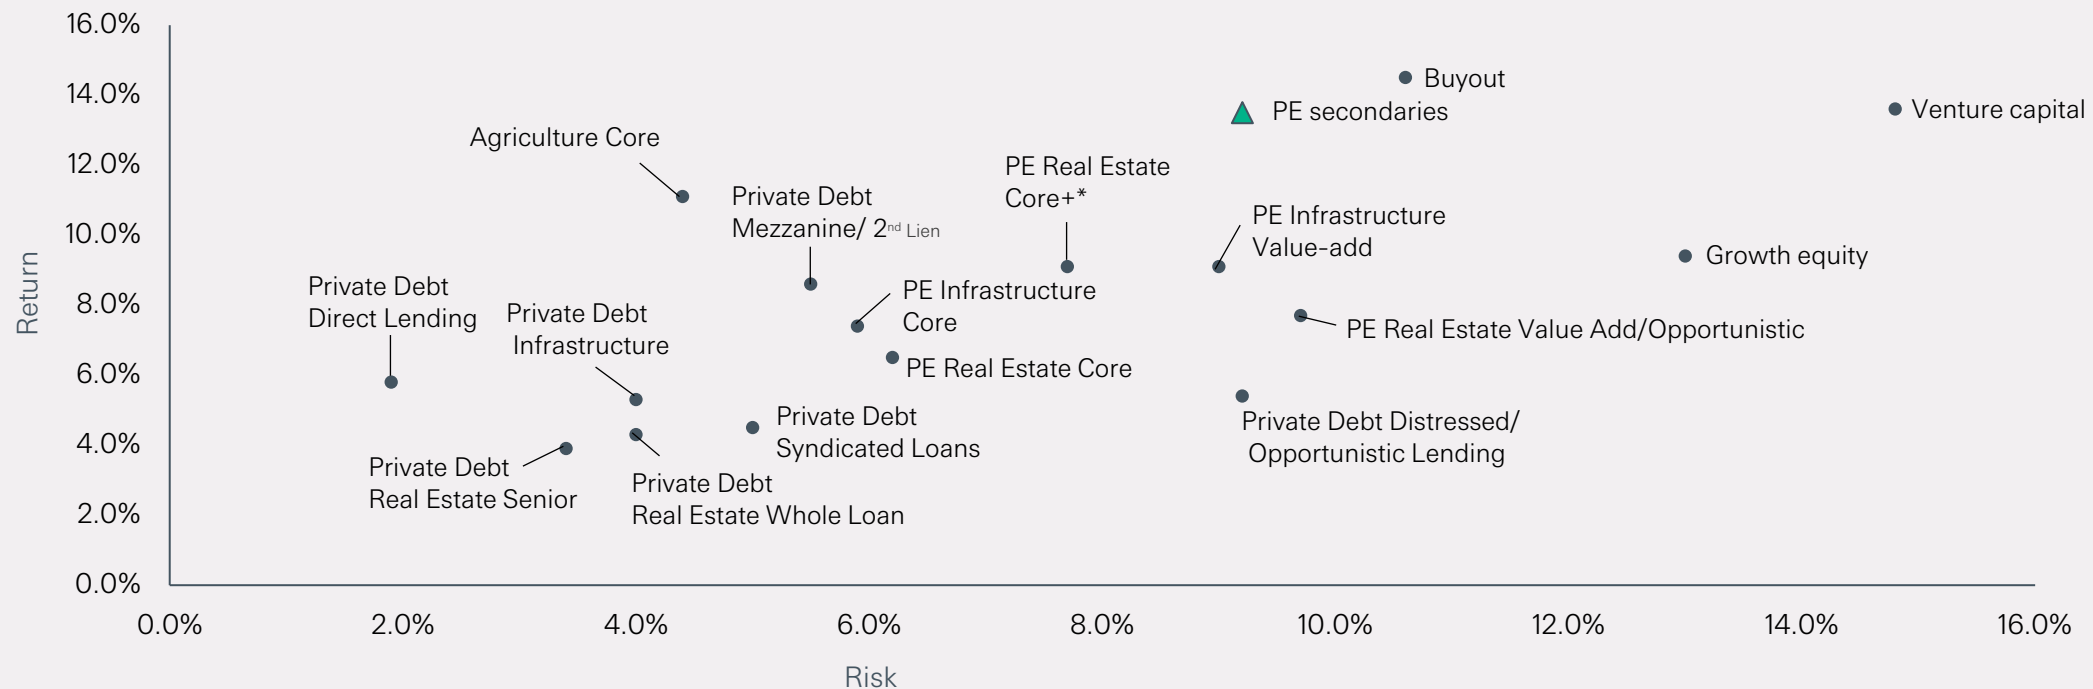 16.0%
14.0%
12.0%
10.0%
8.0%
6.0%
4.0%
2.0%
0.0%
Return
Buyout
PE secondaries
Venture capital
Agriculture Core
PE Real Estate
Core+*
Private Debt
Mezzanine/ 2nd Lien
PE Infrastructure
Value-add
Growth equity
Private Debt
Direct Lending
Private Debt
Infrastructure
PE Infrastructure
Core
PE Real Estate Value Add/Opportunistic
PE Real Estate Core
Private Debt
Syndicated Loans
Private Debt Distressed/
Opportunistic Lending
Private Debt
Real Estate Senior
Private Debt
Real Estate Whole Loan
0.0% 2.0% 4.0% 6.0% 8.0% 10.0% 12.0% 14.0% 16.0%
Risk